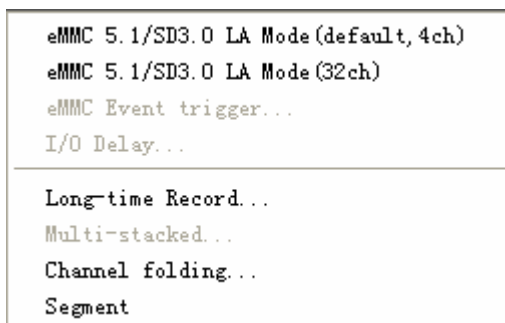 eMMC 5.1/SD3.0 LA Mode(default,4ch)
eMMC 5.1/SD3.0 LA Mode(32ch)
eMMC Event trigger...
I/O Delay...
Long-time Record...
Multi-stacked...
Channel folding...
Segment